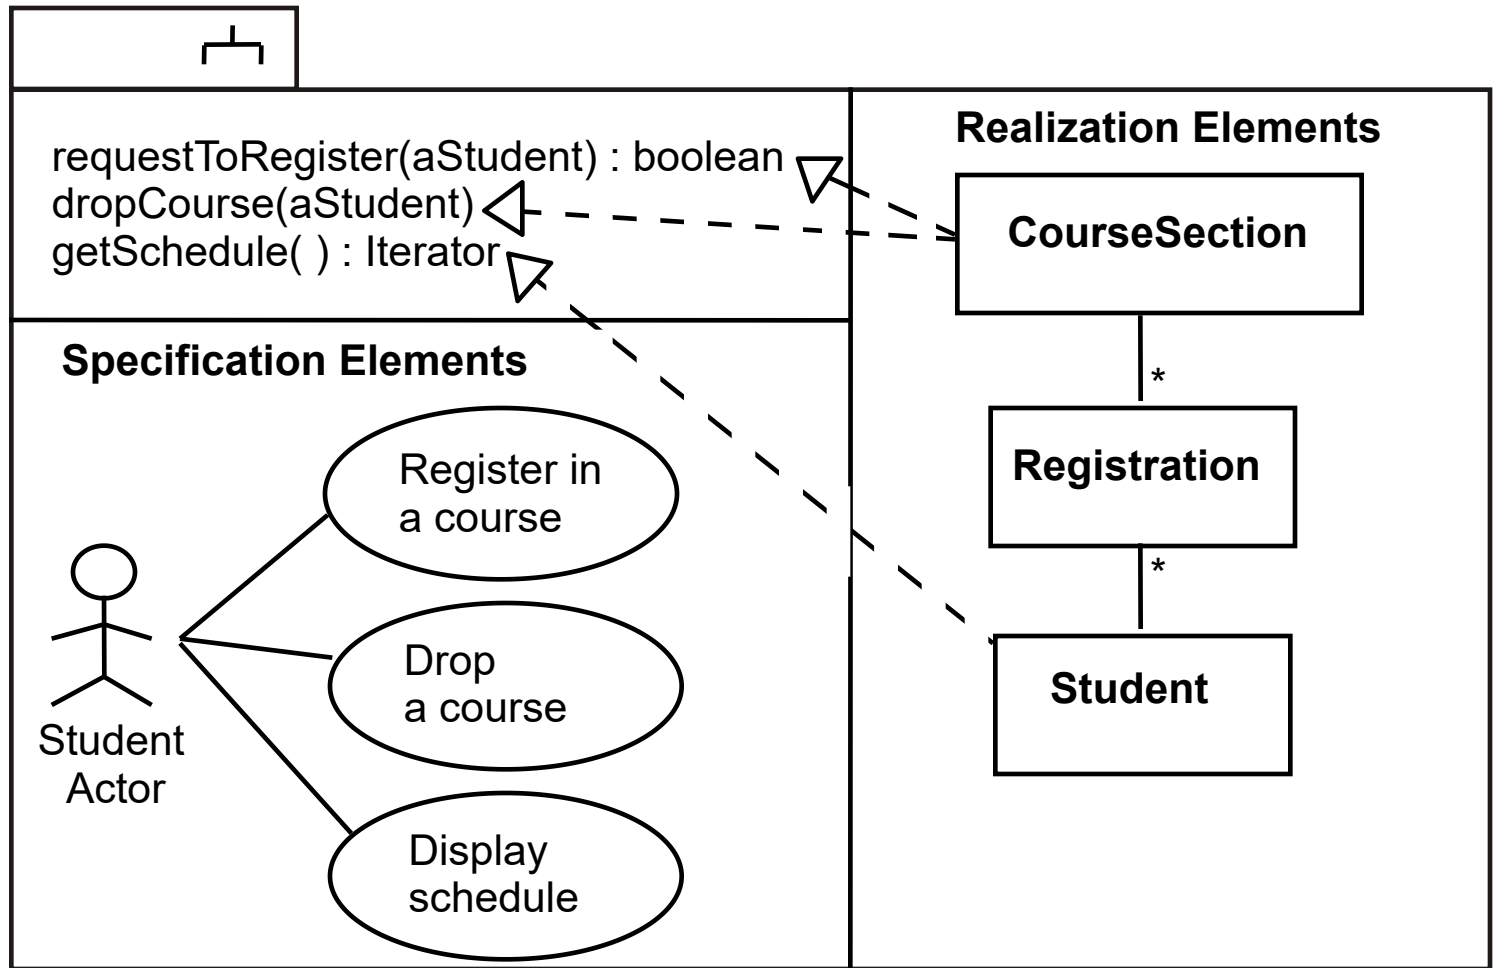 requestToRegister(aStudent) : boolean
dropCourse(aStudent)
getSchedule( ) : Iterator
Specification Elements
Register in
a course
Drop
a course
Display
schedule
Student
Actor
Realization Elements
CourseSection
*
Registration
*
Student